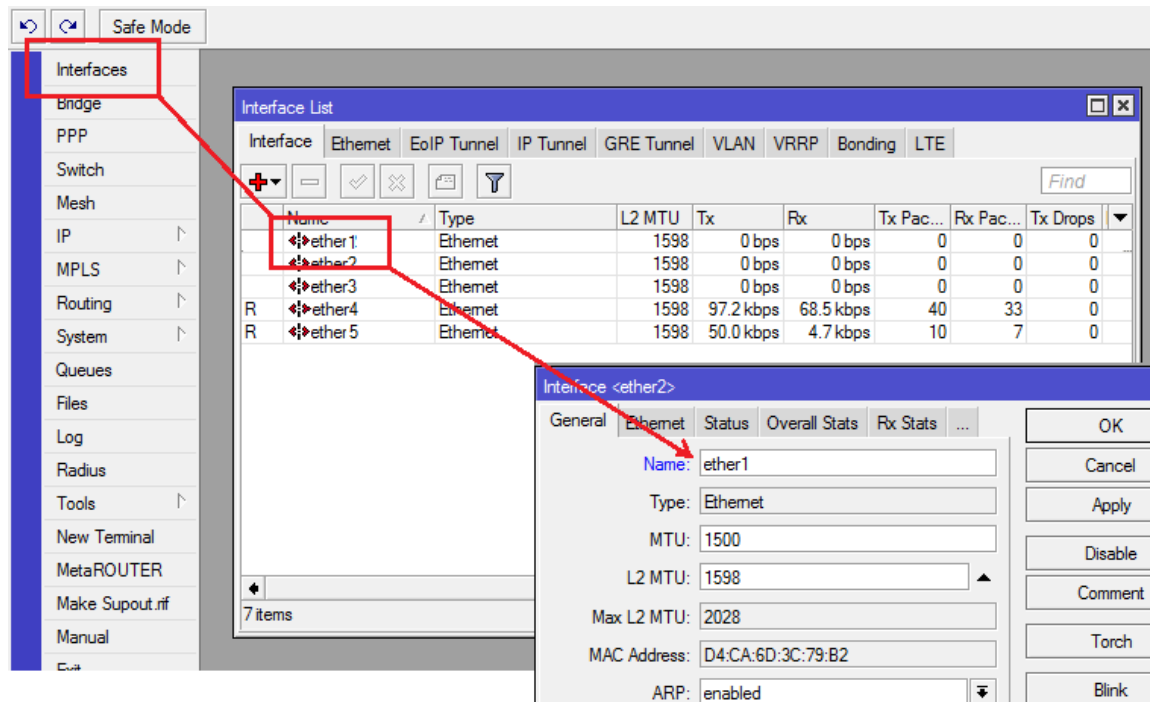 Safe Mode
Interfaces
Bridge
PPP
Switch
Mesh
IP
MPLS
Routing
System
Queues
Files
Log
Radius
Tools
New Terminal
MetaROUTER
Make Supout.rif
Manual
Exit
Interface List
Interface Ethernet EoIP Tunnel IP Tunnel GRE Tunnel VLAN VRRP Bonding LTE
Find
Name Type L2 MTU Tx Rx Tx Pac... Rx Pac... Tx Drops
ether1 Ethernet 1598 0 bps 0 bps 0 0 0
ether2 Ethernet 1598 0 bps 0 bps 0 0 0
ether3 Ethernet 1598 0 bps 0 bps 0 0 0
R ether4 Ethernet 1598 97.2 kbps 68.5 kbps 40 33 0
R ether5 Ethernet 1598 50.0 kbps 4.7 kbps 10 7 0
7 items
Interface <ether2>
General Ethernet Status Overall Stats Rx Stats ...
Name: ether1
Type: Ethernet
MTU: 1500
L2 MTU: 1598
Max L2 MTU: 2028
MAC Address: D4:CA:6D:3C:79:B2
ARP: enabled
OK
Cancel
Apply
Disable
Comment
Torch
Blink